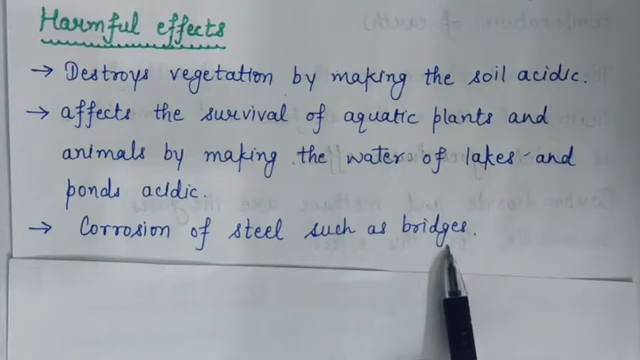 Harmful effects
→ Destroys vegetation by making the soil acidic.
→ affects the survival of aquatic plants and
animals by making the water of lakes and
ponds acidic.
→ Corrosion of steel such as bridges.